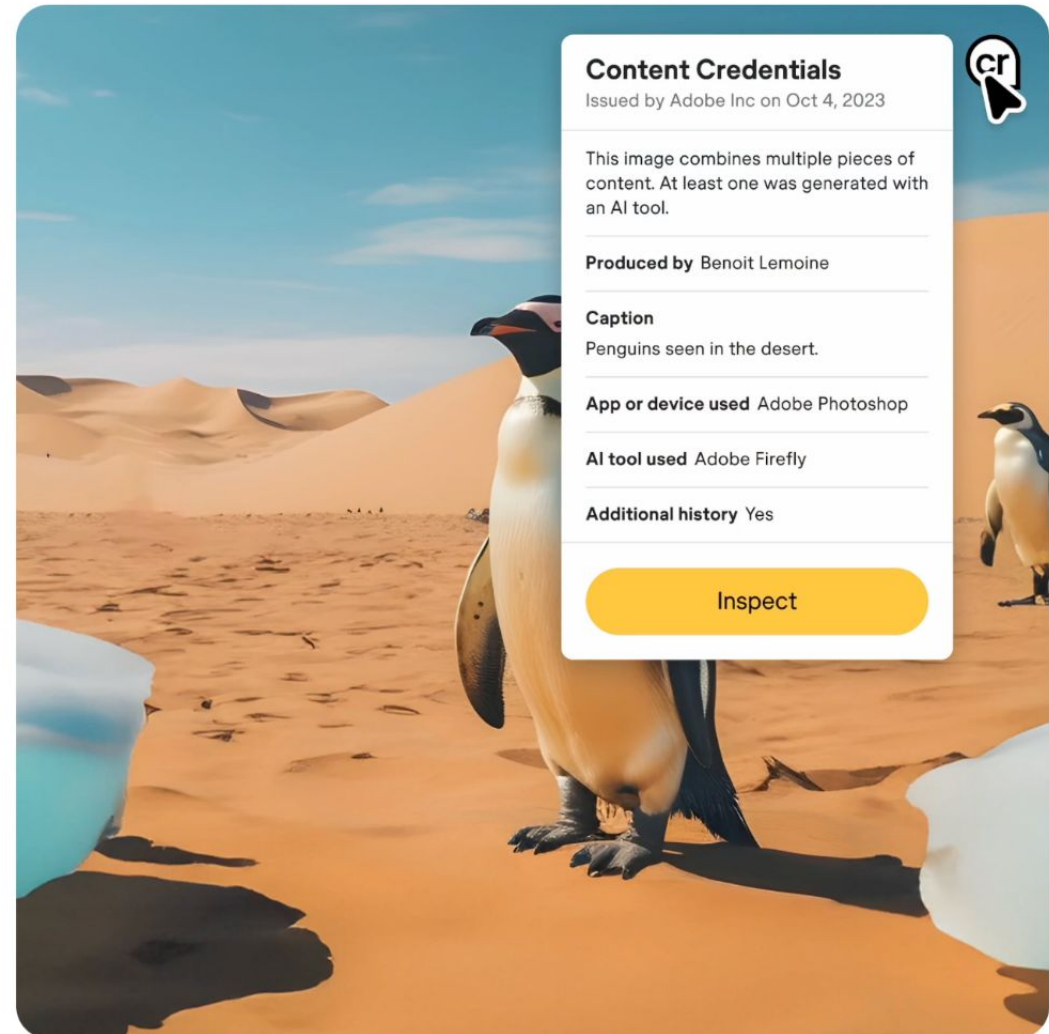 cr
Content Credentials
Issued by Adobe Inc on Oct 4, 2023
This image combines multiple pieces of
content. At least one was generated with
an AI tool.
Produced by Benoit Lemoine
Caption
Penguins seen in the desert.
App or device used Adobe Photoshop
AI tool used Adobe Firefly
Additional history Yes
Inspect